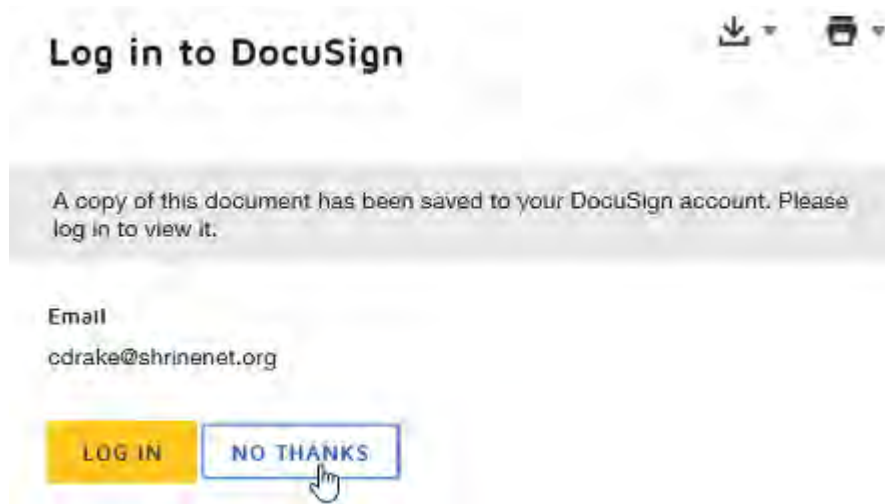 Log in to DocuSign
A copy of this document has been saved to your DocuSign account. Please
log in to view it.
Email
cdrake@shrinenet.org
LOG IN
NO THANKS